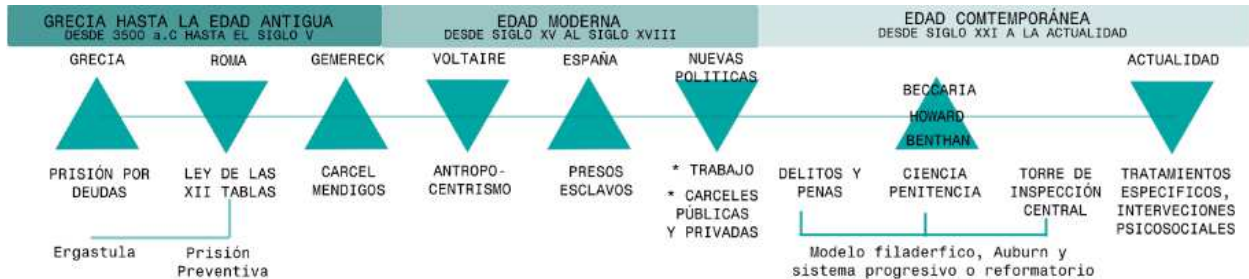 GRECIA HASTA LA EDAD ANTIGUA
DESDE 3500 a.C HASTA EL SIGLO V
EDAD MODERNA
DESDE SIGLO XV AL SIGLO XVIII
EDAD COMTEMPORÁNEA
DESDE SIGLO XXI A LA ACTUALIDAD
GRECIA
PRISIÓN POR
DEUDAS
ROMA
LEY DE LAS
XII TABLAS
Ergastula
Prisión
Preventiva
GEMERECK
CARCEL
MENDIGOS
VOLTAIRE
ANTROPO-
CENTRISMO
ESPAÑA
PRESOS
ESCLAVOS
NUEVAS
POLITICAS
* TRABAJO
* CARCELES
PÚBLICAS
Y PRIVADAS
BECCARIA
HOWARD
BENTHAN
DELITOS Y
PENAS
CIENCIA
PENITENCIA
TORRE DE
INSPECCIÓN
CENTRAL
Modelo filaderfico, Auburn y
sistema progresivo o reformatorio
ACTUALIDAD
TRATAMIENTOS
ESPECIFICOS,
INTERVECIONES
PSICOSOCIALES